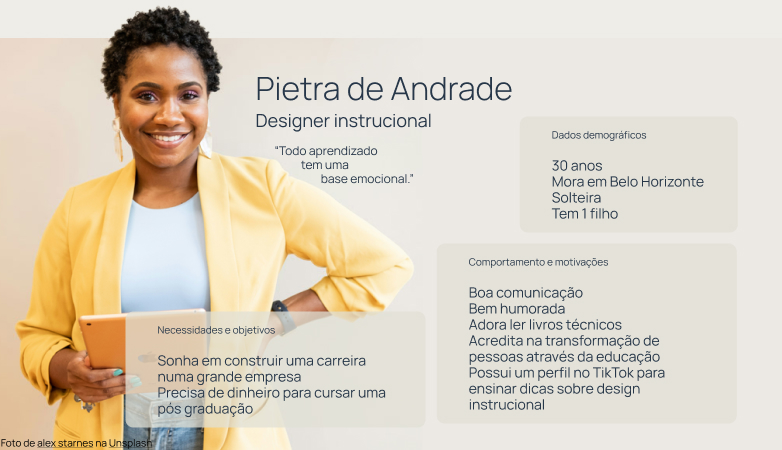 Pietra de Andrade
Designer instrucional
“Todo aprendizado
tem uma
base emocional.”
Dados demográficos
30 anos
Mora em Belo Horizonte
Solteira
Tem 1 filho
Comportamento e motivações
Boa comunicação
Bem humorada
Adora ler livros técnicos
Acredita na transformação de
pessoas através da educação
Possui um perfil no TikTok para
ensinar dicas sobre design
instrucional
Necessidades e objetivos
Sonha em construir uma carreira
numa grande empresa
Precisa de dinheiro para cursar uma
pós graduação
Foto de alex starnes na Unsplash